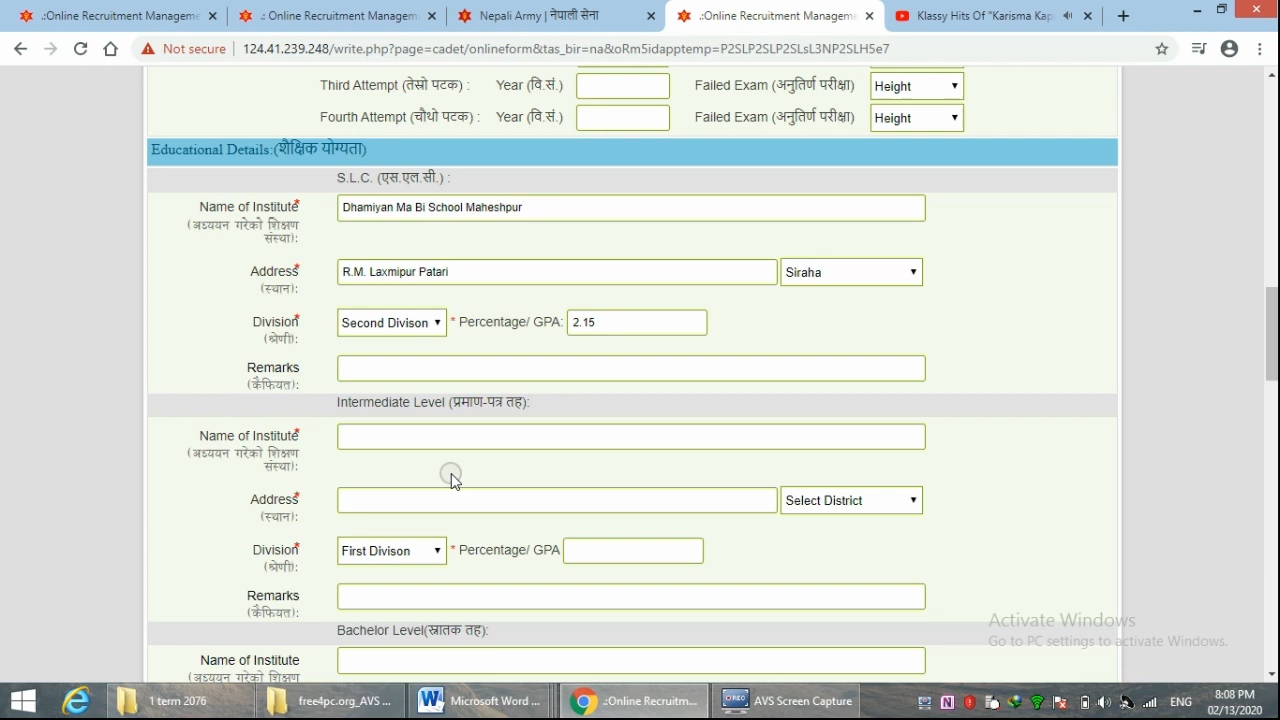 .:Online Recruitment Manageme
.: Online Recruitment Managem
Nepali Army | नेपाली सेना
.:Online Recruitment Manageme
Klassy Hits Of "Karisma Kap
Not secure
124.41.239.248/write.php?page=cadet/onlineform&tas_bir=na&oRm5idapptemp=P2SLP2SLP2SLsL3NP2SLH5e7
Third Attempt (तेस्रो पटक) : Year (वि.सं.) Failed Exam (अनुतिर्ण परीक्षा) Height
Fourth Attempt (चौथो पटक) : Year (वि.सं.) Failed Exam (अनुतिर्ण परीक्षा) Height
Educational Details:(शैक्षिक योग्यता)
S.L.C. (एस.एल.सी.) :
Name of Institute* Dhamiyan Ma Bi School Maheshpur
(अध्ययन गरेको शिक्षण
संस्था):
Address* R.M. Laxmipur Patari Siraha
(स्थान):
Division* Second Divison * Percentage/ GPA: 2.15
(श्रेणी):
Remarks
(कैफियत):
Intermediate Level (प्रमाण-पत्र तह):
Name of Institute*
(अध्ययन गरेको शिक्षण
संस्था):
Address* Select District
(स्थान):
Division* First Divison * Percentage/ GPA
(श्रेणी):
Remarks
(कैफियत):
Bachelor Level(स्नातक तह):
Name of Institute
(अध्ययन गरेको शिक्षण
Activate Windows
Go to PC settings to activate Windows.
1 term 2076
free4pc.org_AVS ...
Microsoft Word ...
.:Online Recruitm...
AVS Screen Capture
ENG
8:08 PM
02/13/2020